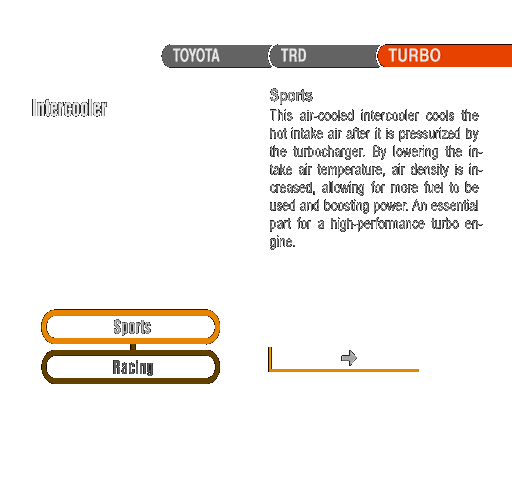 TOYOTA TRD TURBO
Intercooler
Sports
This air-cooled intercooler cools the
hot intake air after it is pressurized by
the turbocharger. By lowering the in-
take air temperature, air density is in-
creased, allowing for more fuel to be
used and boosting power. An essential
part for a high-performance turbo en-
gine.
Sports
Racing